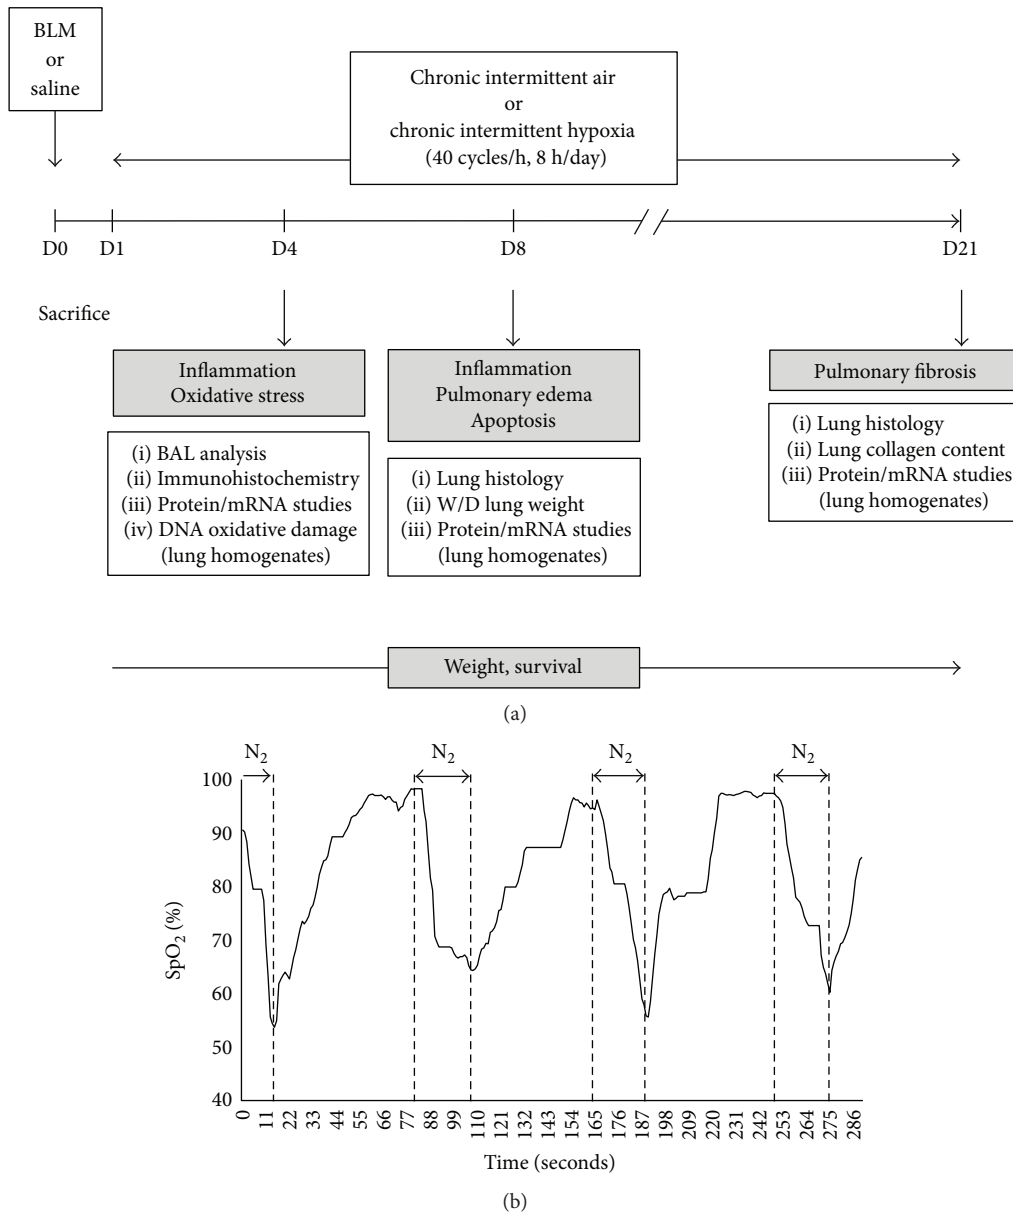 BLM
or
saline
Chronic intermittent air
or
chronic intermittent hypoxia
(40 cycles/h, 8 h/day)
D0 D1 D4 D8 D21
Sacrifice
Inflammation
Oxidative stress
(i) BAL analysis
(ii) Immunohistochemistry
(iii) Protein/mRNA studies
(iv) DNA oxidative damage
(lung homogenates)
Inflammation
Pulmonary edema
Apoptosis
(i) Lung histology
(ii) W/D lung weight
(iii) Protein/mRNA studies
(lung homogenates)
Pulmonary fibrosis
(i) Lung histology
(ii) Lung collagen content
(iii) Protein/mRNA studies
(lung homogenates)
Weight, survival
(a)
N₂ N₂ N₂ N₂
100
90
80
70
60
50
40
SpO₂ (%)
0 11 22 33 44 55 66 77 88 99 110 121 132 143 154 165 176 187 198 209 220 231 242 253 264 275 286
Time (seconds)
(b)